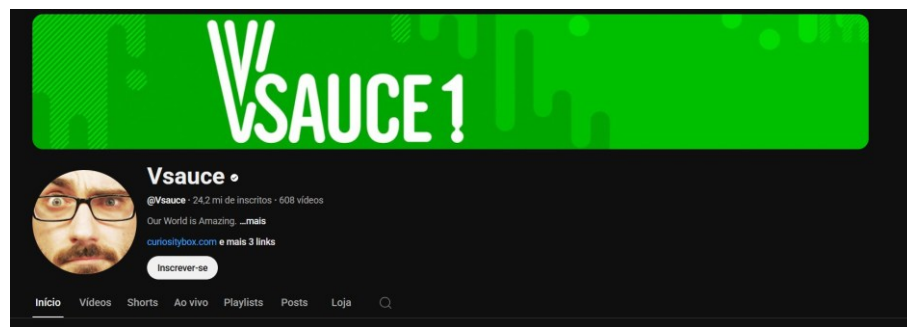 VSAUCE1
Vsauce
@Vsauce · 24,2 mi de inscritos · 608 vídeos
Our World is Amazing. ...mais
curiositybox.com e mais 3 links
Inscrever-se
Início Vídeos Shorts Ao vivo Playlists Posts Loja